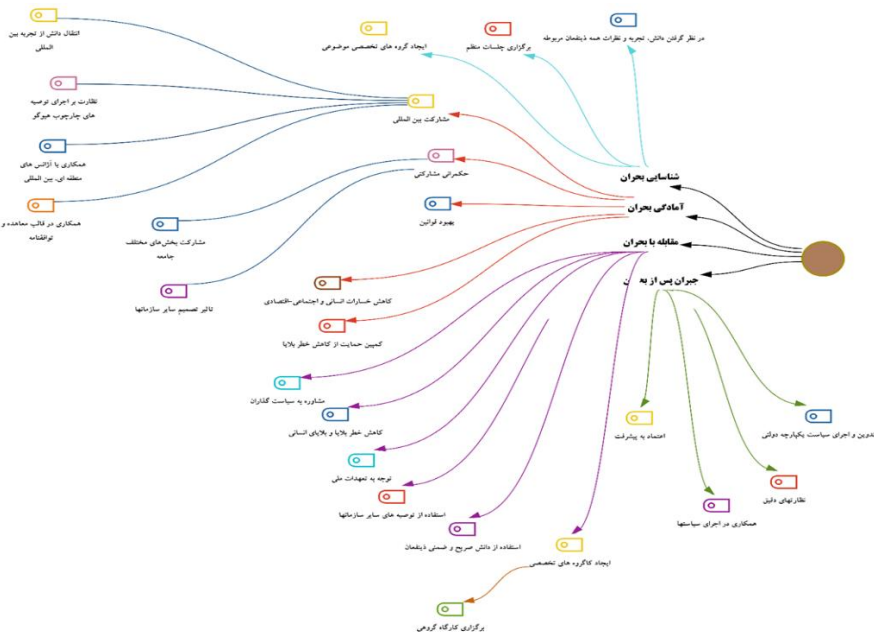 در نظر گرفتن دانش، تجربه و نظرات همه ذینفعان مربوطه
برگزاری جلسات منظم
ایجاد گروه های تخصصی موضوعی
انتقال دانش از تجربه بین
المللی
نظارت بر اجرای توصیه
های چارچوب هیوگو
همکاری با آژانس های
منطقه ای، بین المللی
همکاری در قالب معاهده و
توافقنامه
مشارکت بین المللی
حکمرانی مشارکتی
بهبود قوانین
مشارکت بخش‌های مختلف
جامعه
تاثیر تصمیم سایر سازمانها
شناسایی بحران
آمادگی بحران
مقابله با بحران
جبران پس از
کاهش خسارات انسانی و اجتماعی-اقتصادی
کمپین حمایت از کاهش خطر بلایا
مشاوره به سیاست گذاران
کاهش خطر بلایا و بلایای انسانی
توجه به تعهدات ملی
استفاده از توصیه های سایر سازمانها
استفاده از دانش صریح و ضمنی ذینفعان
ایجاد کاگروه های تخصصی
برگزاری کارگاه گروهی
اعتماد به پیشرفت
تدوین و اجرای سیاست یکپارچه دولتی
نظارتهای دقیق
همکاری در اجرای سیاستها